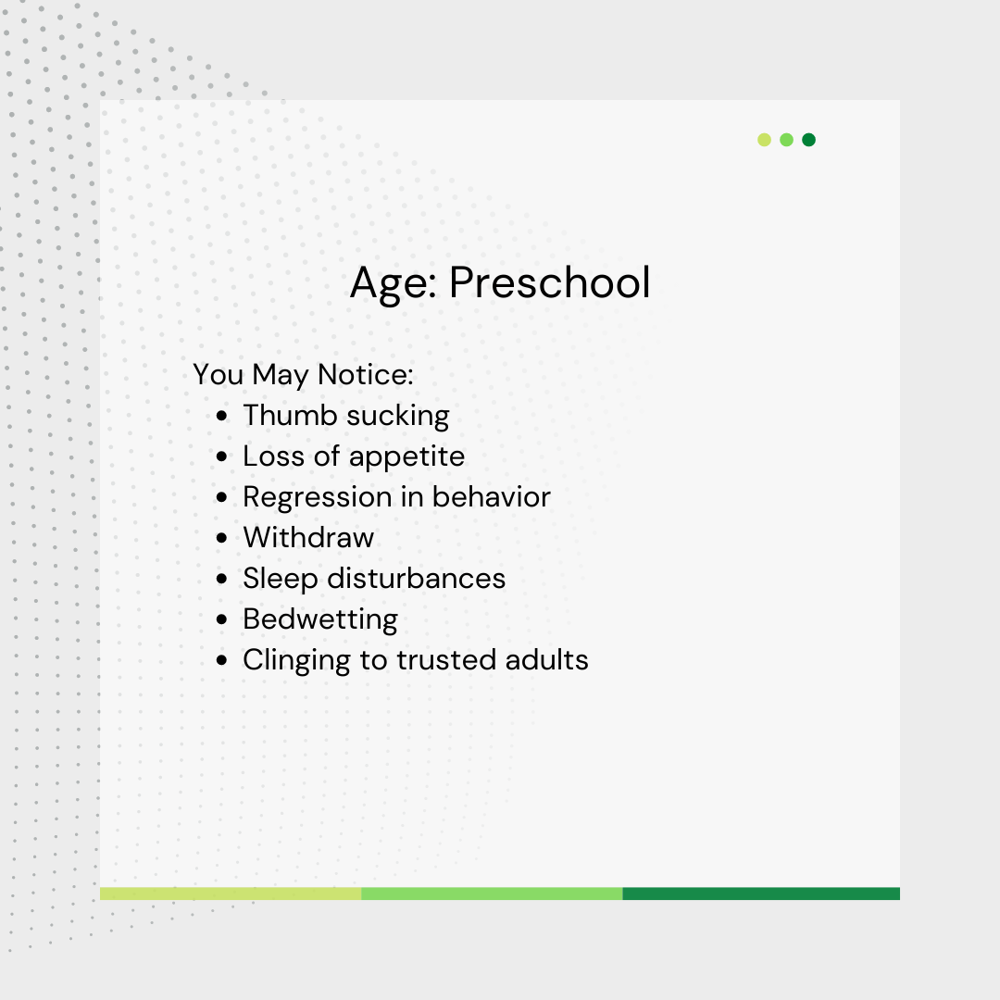 Age: Preschool
You May Notice:
• Thumb sucking
• Loss of appetite
• Regression in behavior
• Withdraw
• Sleep disturbances
• Bedwetting
• Clinging to trusted adults